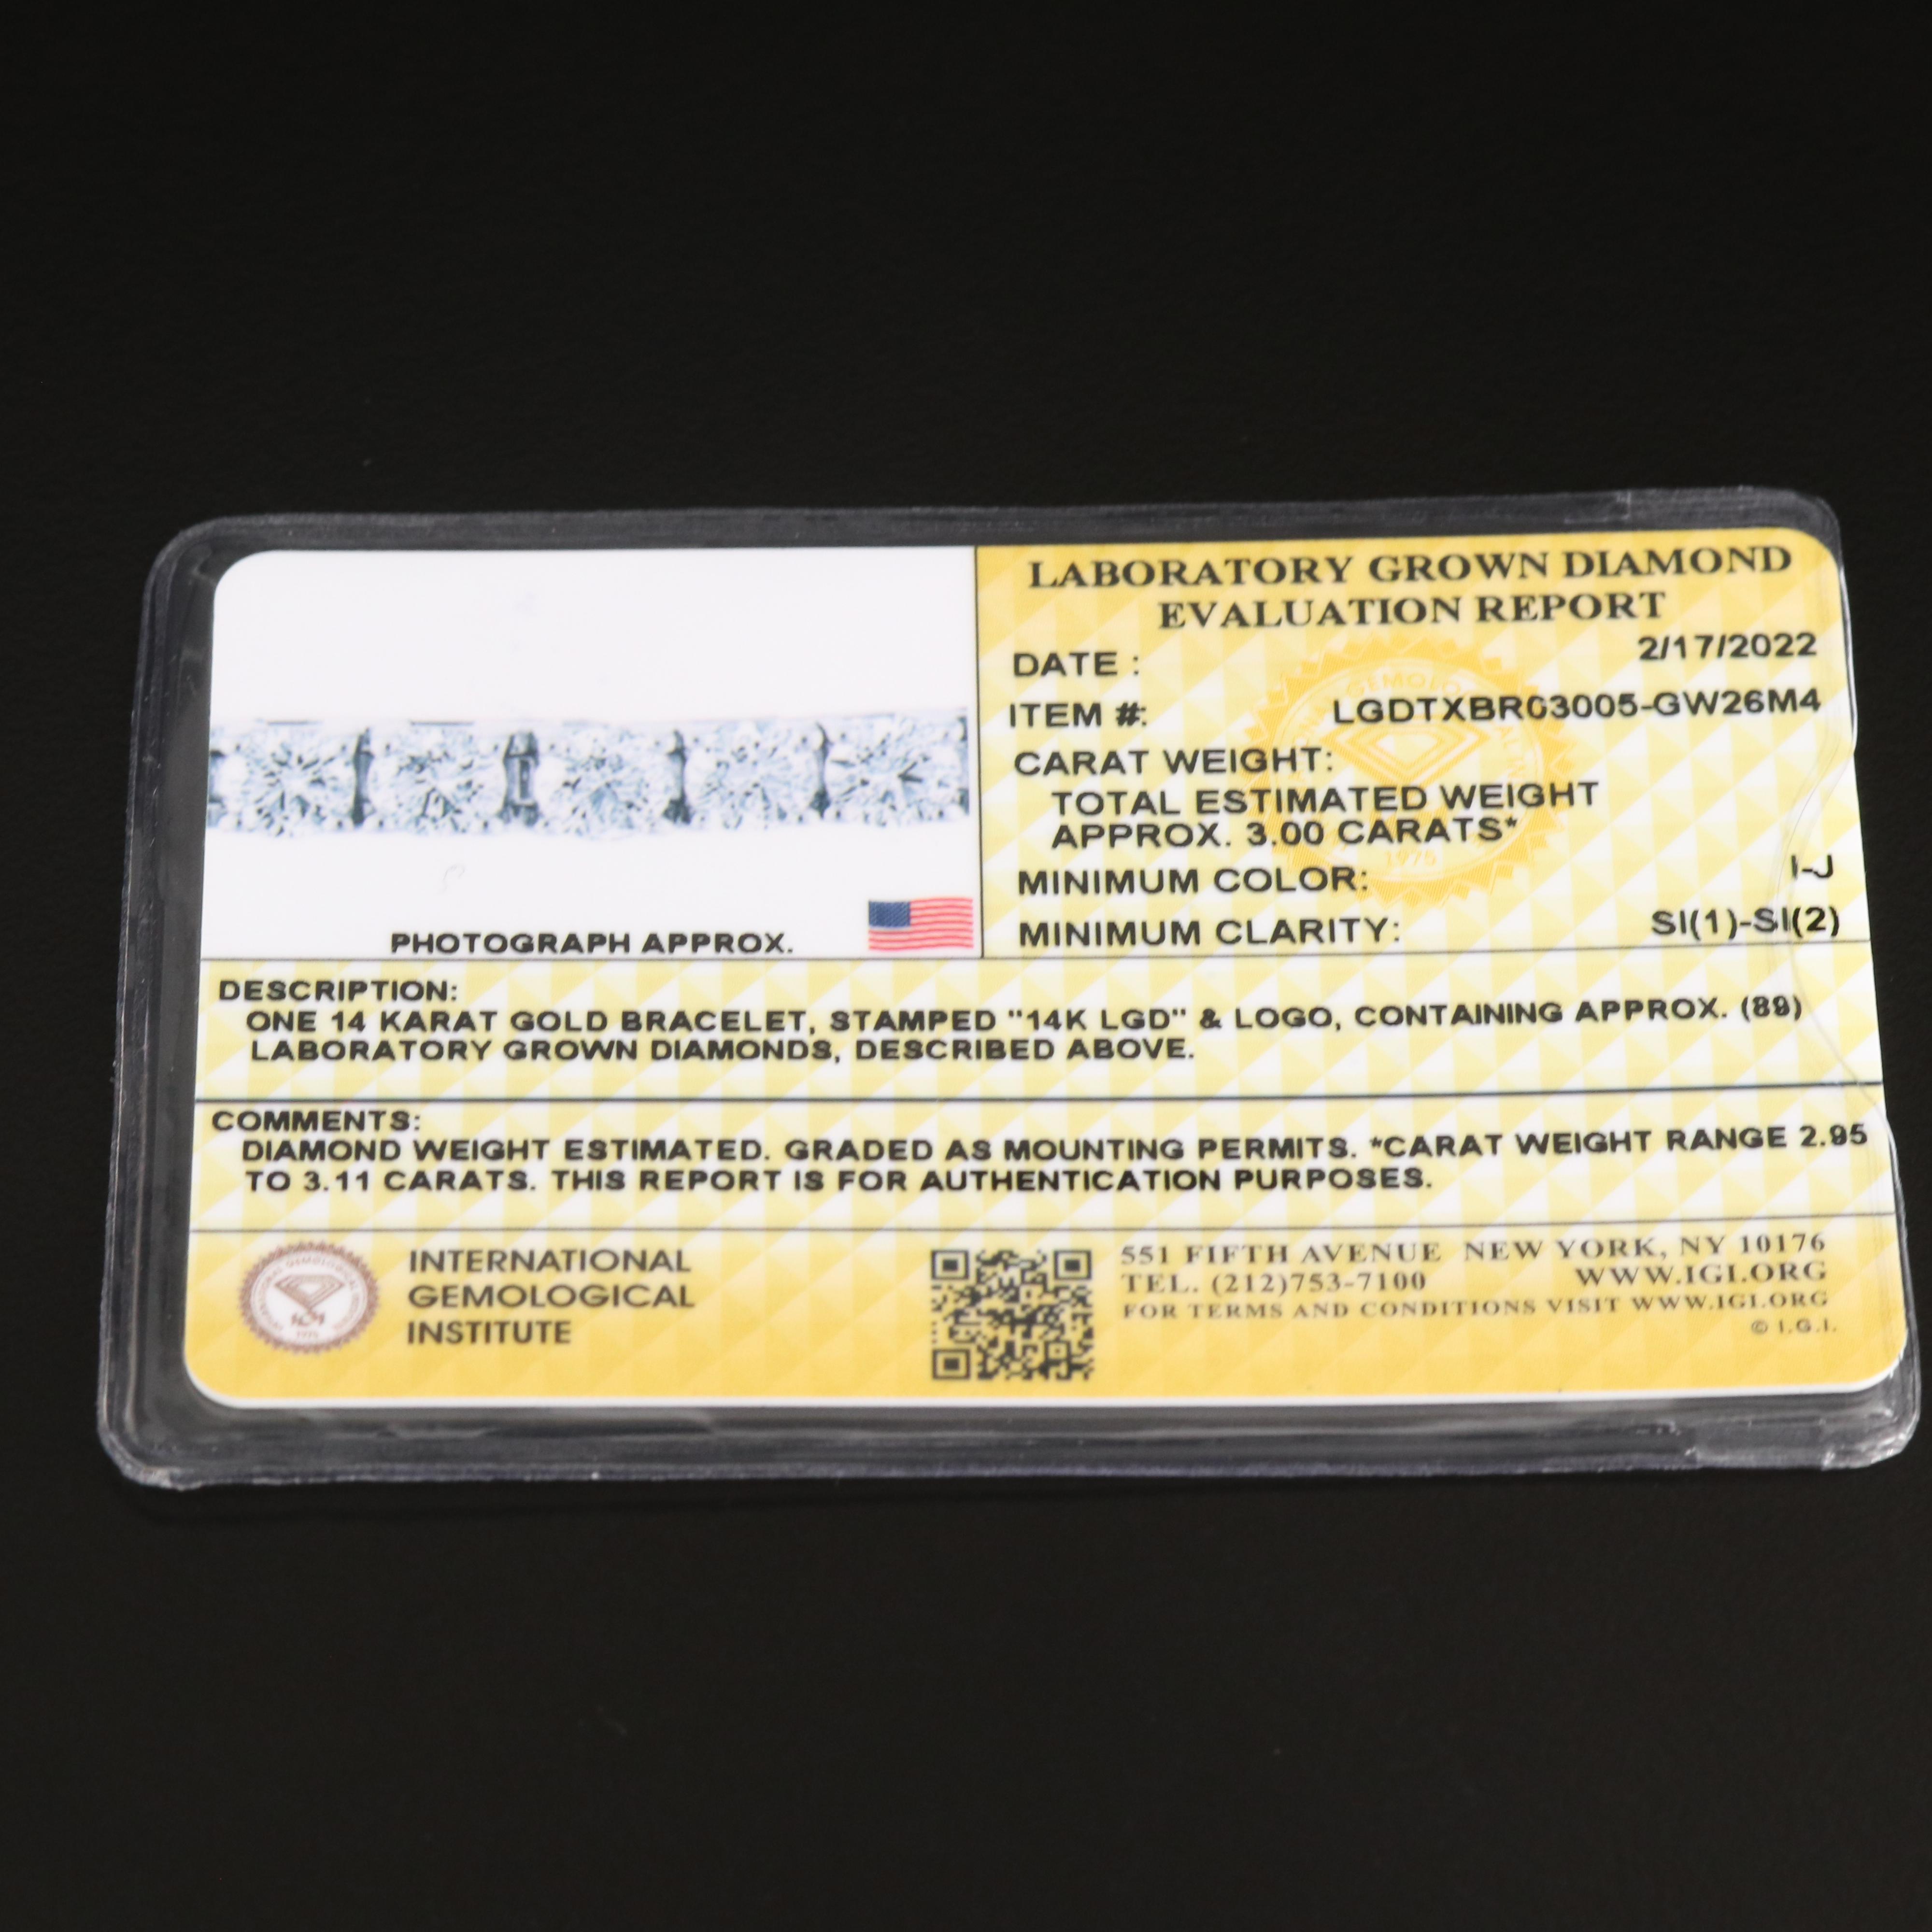 LABORATORY GROWN DIAMOND
EVALUATION REPORT
DATE : 2/17/2022
ITEM #: LGDTXBR03005-GW26M4
CARAT WEIGHT:
TOTAL ESTIMATED WEIGHT
APPROX. 3.00 CARATS*
MINIMUM COLOR: I-J
MINIMUM CLARITY: SI(1)-SI(2)
PHOTOGRAPH APPROX.
DESCRIPTION:
ONE 14 KARAT GOLD BRACELET, STAMPED "14K LGD" & LOGO, CONTAINING APPROX. (89)
LABORATORY GROWN DIAMONDS, DESCRIBED ABOVE.
COMMENTS:
DIAMOND WEIGHT ESTIMATED. GRADED AS MOUNTING PERMITS. *CARAT WEIGHT RANGE 2.95
TO 3.11 CARATS. THIS REPORT IS FOR AUTHENTICATION PURPOSES.
INTERNATIONAL
GEMOLOGICAL
INSTITUTE
551 FIFTH AVENUE NEW YORK, NY 10176
TEL. (212)753-7100 WWW.IGI.ORG
FOR TERMS AND CONDITIONS VISIT WWW.IGI.ORG
© I.G.I.
IGI
1975